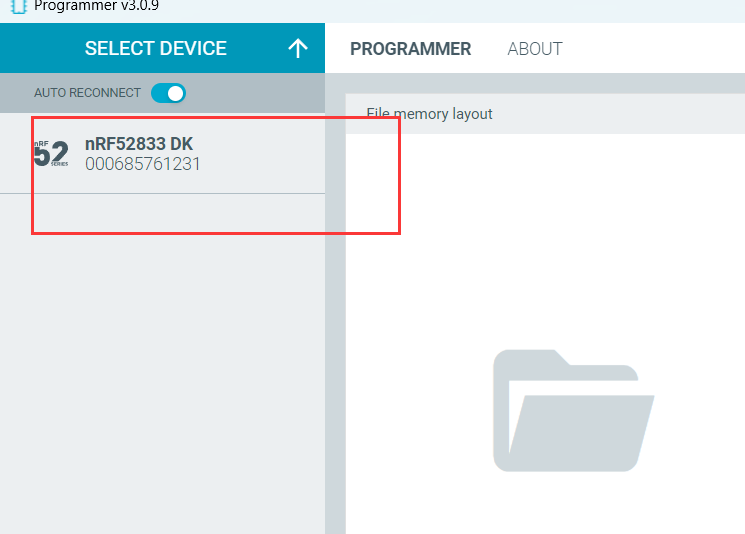 Programmer v3.0.9
SELECT DEVICE
PROGRAMMER
ABOUT
AUTO RECONNECT
File memory layout
nRF
52
SERIES
nRF52833 DK
000685761231